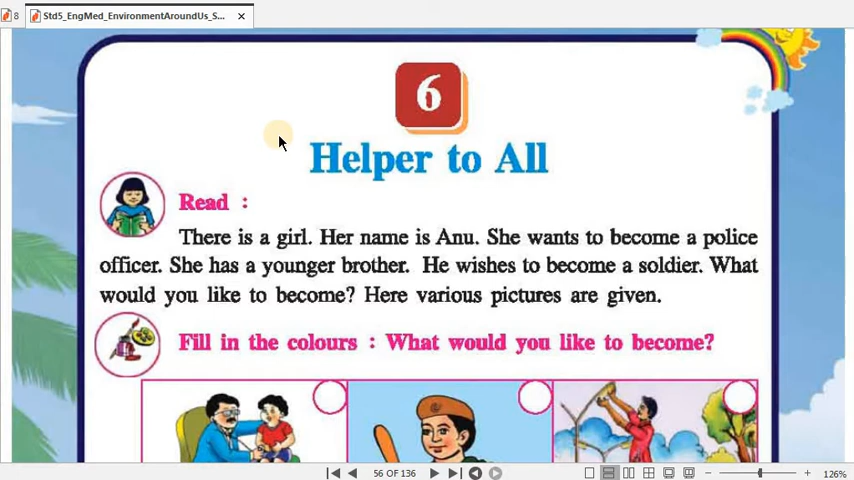 8
Std5_EngMed_EnvironmentAroundUs_S...
6
Helper to All
Read :
There is a girl. Her name is Anu. She wants to become a police
officer. She has a younger brother. He wishes to become a soldier. What
would you like to become? Here various pictures are given.
Fill in the colours : What would you like to become?
56 OF 136
126%